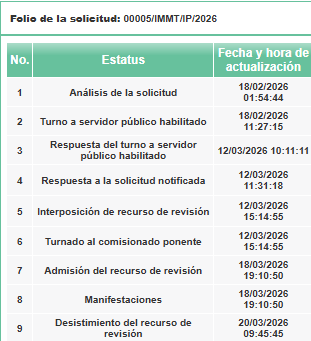 Folio de la solicitud: 00005/IMMT/IP/2026
No. Estatus Fecha y hora de
actualización
1 Análisis de la solicitud 18/02/2026
01:54:44
2 Turno a servidor público habilitado 18/02/2026
11:27:15
3 Respuesta del turno a servidor
público habilitado 12/03/2026 10:11:11
4 Respuesta a la solicitud notificada 12/03/2026
11:31:18
5 Interposición de recurso de revisión 12/03/2026
15:14:55
6 Turnado al comisionado ponente 12/03/2026
15:14:55
7 Admisión del recurso de revisión 18/03/2026
19:10:50
8 Manifestaciones 18/03/2026
19:10:50
9 Desistimiento del recurso de
revisión 20/03/2026
09:45:45